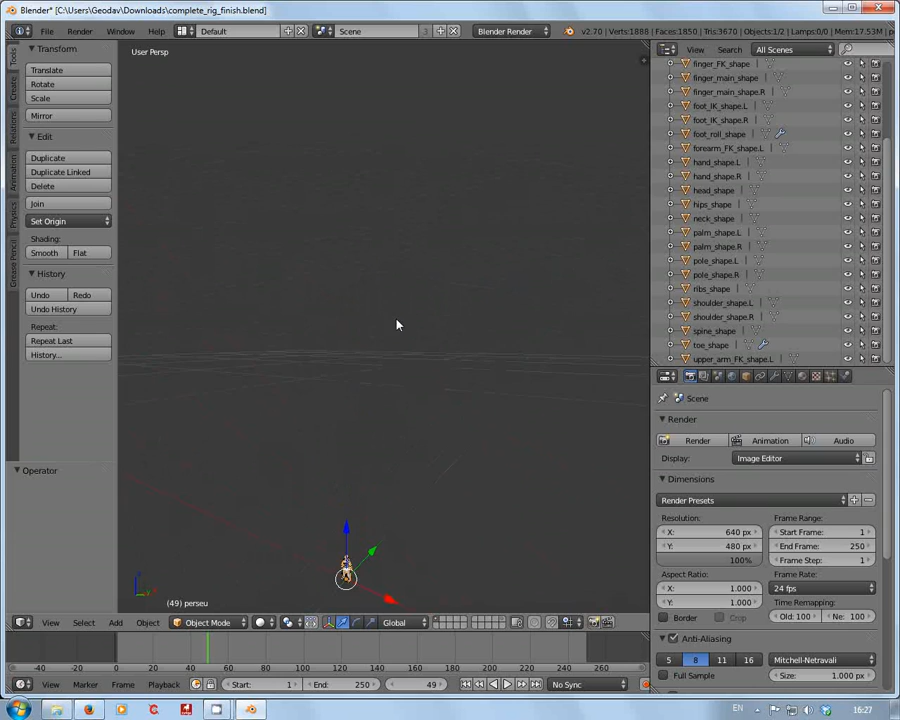 Blender* [C:\Users\Geodav\Downloads\complete_rig_finish.blend]
File Render Window Help Default Scene 3 Blender Render v2.70 | Verts:1888 | Faces:1850 | Tris:3670 | Objects:1/2 | Lamps:0/0 | Mem:17.53M
Tools
Create
Relations
Animation
Physics
Grease Pencil
Transform
Translate
Rotate
Scale
Mirror
Edit
Duplicate
Duplicate Linked
Delete
Join
Set Origin
Shading:
Smooth Flat
History
Undo Redo
Undo History
Repeat:
Repeat Last
History...
Operator
User Persp
(49) perseu
View Select Add Object Object Mode Global
-40 -20 0 20 40 60 80 100 120 140 160 180 200 220 240 260
View Marker Frame Playback Start: 1 End: 250 49 No Sync
View Search All Scenes
finger_FK_shape
finger_main_shape
finger_main_shape.R
foot_IK_shape.L
foot_IK_shape.R
foot_roll_shape
forearm_FK_shape.L
hand_shape.L
hand_shape.R
head_shape
hips_shape
neck_shape
palm_shape.L
palm_shape.R
pole_shape.L
pole_shape.R
ribs_shape
shoulder_shape.L
shoulder_shape.R
spine_shape
toe_shape
upper_arm_FK_shape.L
Scene
Render
Render Animation Audio
Display: Image Editor
Dimensions
Render Presets
Resolution: Frame Range:
X: 640 px Start Frame: 1
Y: 480 px End Frame: 250
100% Frame Step: 1
Aspect Ratio: Frame Rate:
X: 1.000 24 fps
Y: 1.000 Time Remapping:
Border Crop Old: 100 Ne: 100
Anti-Aliasing
5 8 11 16 Mitchell-Netravali
Full Sample Size: 1.000 px
EN 16:27